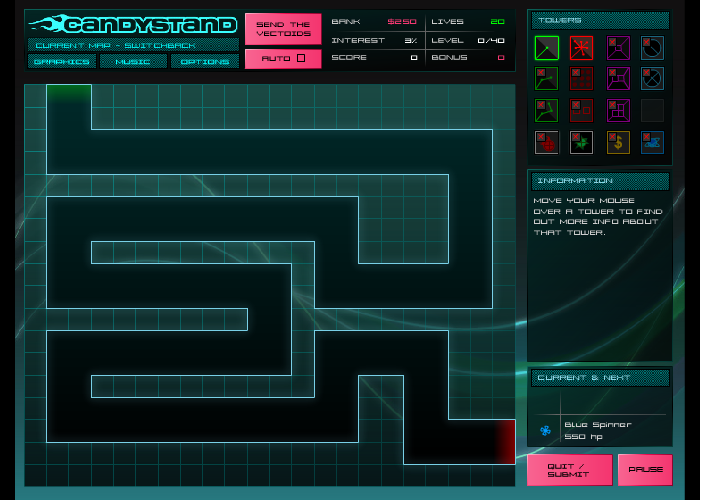 CANDYSTAND
CURRENT MAP - SWITCHBACK
GRAPHICS MUSIC OPTIONS
SEND THE
VECTOIDS
AUTO
BANK $250 LIVES 20
INTEREST 3% LEVEL 0/40
SCORE 0 BONUS 0
TOWERS
INFORMATION
MOVE YOUR MOUSE
OVER A TOWER TO FIND
OUT MORE INFO ABOUT
THAT TOWER.
CURRENT & NEXT
Blue Spinner
550 hp
QUIT /
SUBMIT
PAUSE